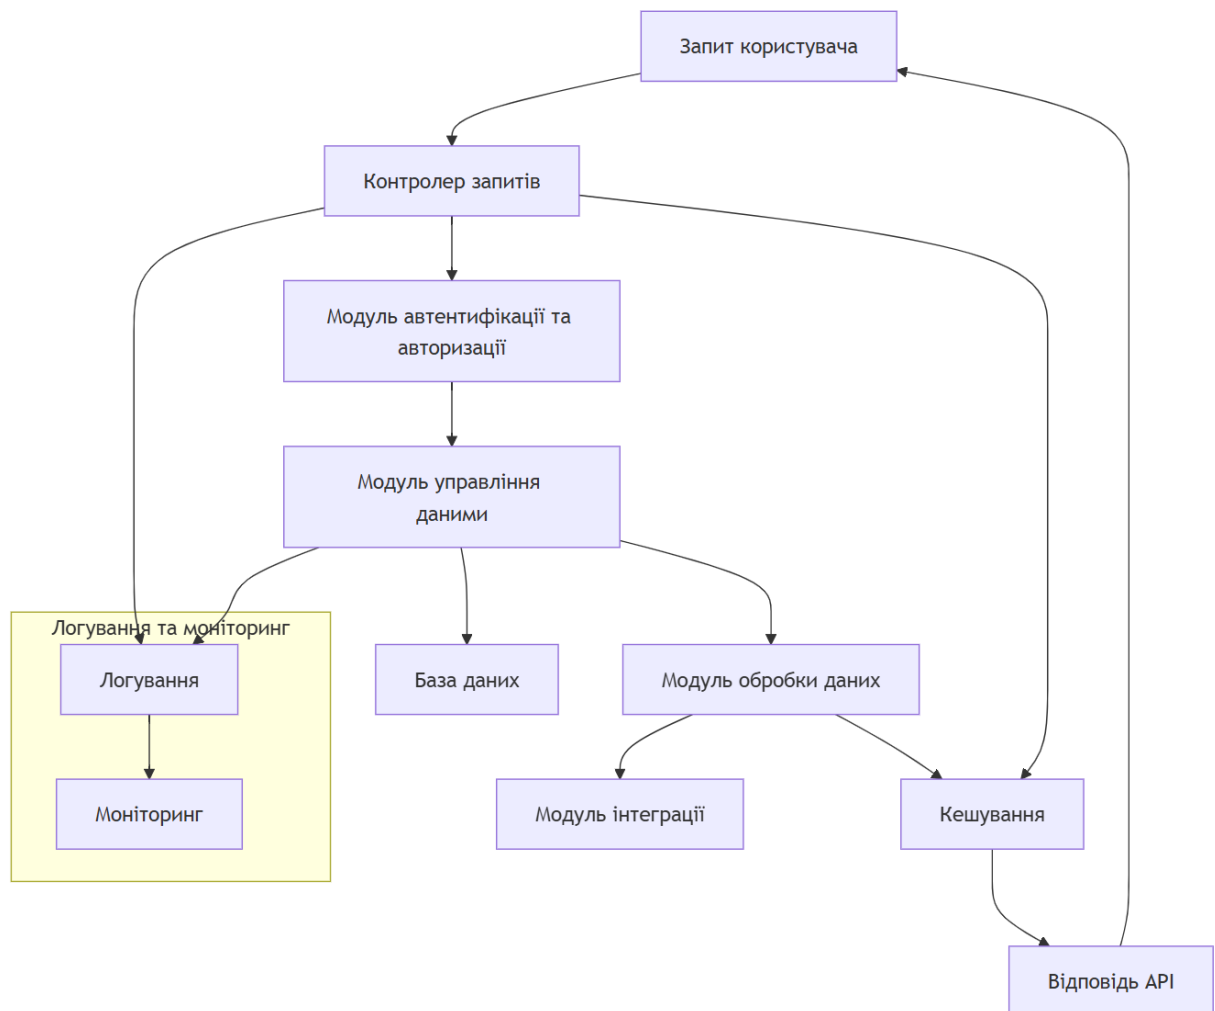 Запит користувача
Контролер запитів
Модуль автентифікації та
авторизації
Модуль управління
даними
Логування та моніторинг
Логування
База даних
Модуль обробки даних
Моніторинг
Модуль інтеграції
Кешування
Відповідь API